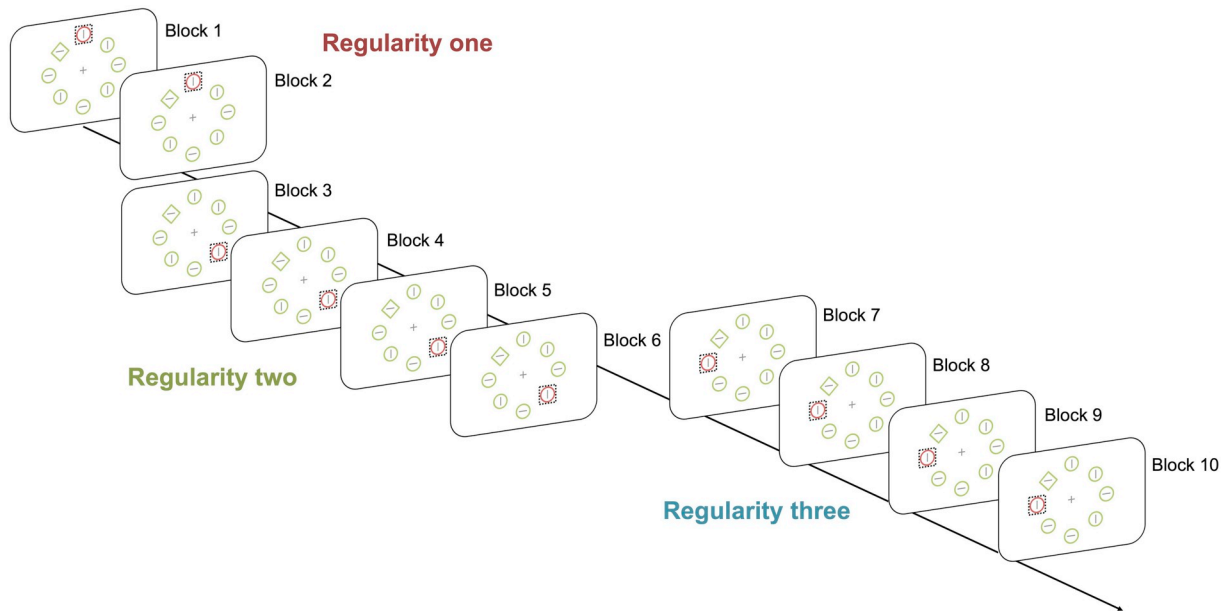 Block 1
Regularity one
Block 2
Block 3
Block 4
Block 5
Block 6
Regularity two
Block 7
Block 8
Block 9
Block 10
Regularity three